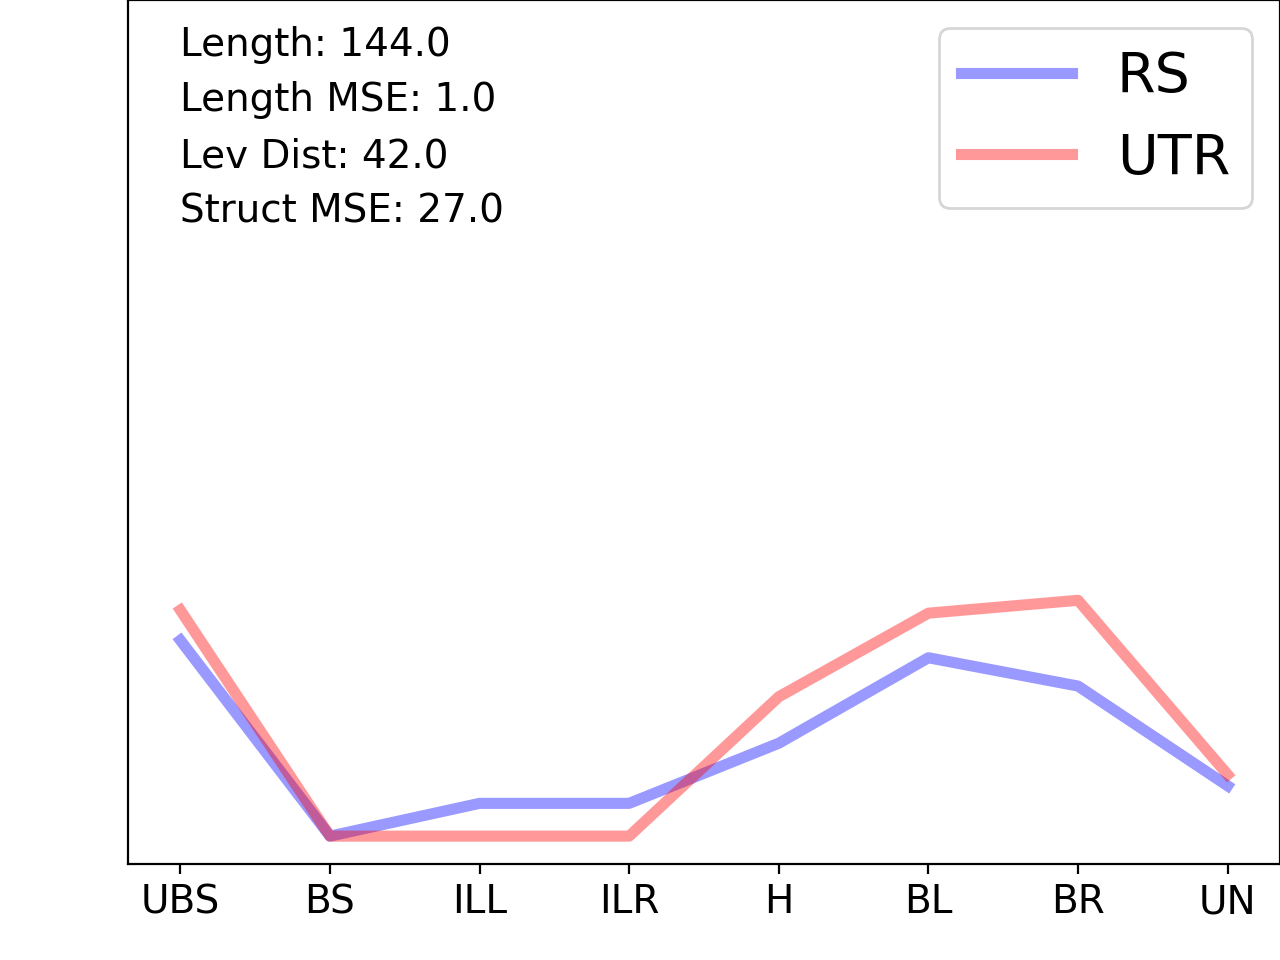 Length: 144.0
Length MSE: 1.0
Lev Dist: 42.0
Struct MSE: 27.0
RS
UTR
UBS BS ILL ILR H BL BR UN